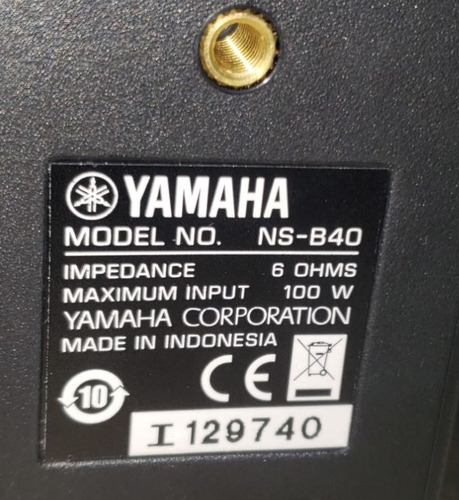 YAMAHA
MODEL NO. NS-B40
IMPEDANCE 6 OHMS
MAXIMUM INPUT 100 W
YAMAHA CORPORATION
MADE IN INDONESIA
10 CE
I 129740